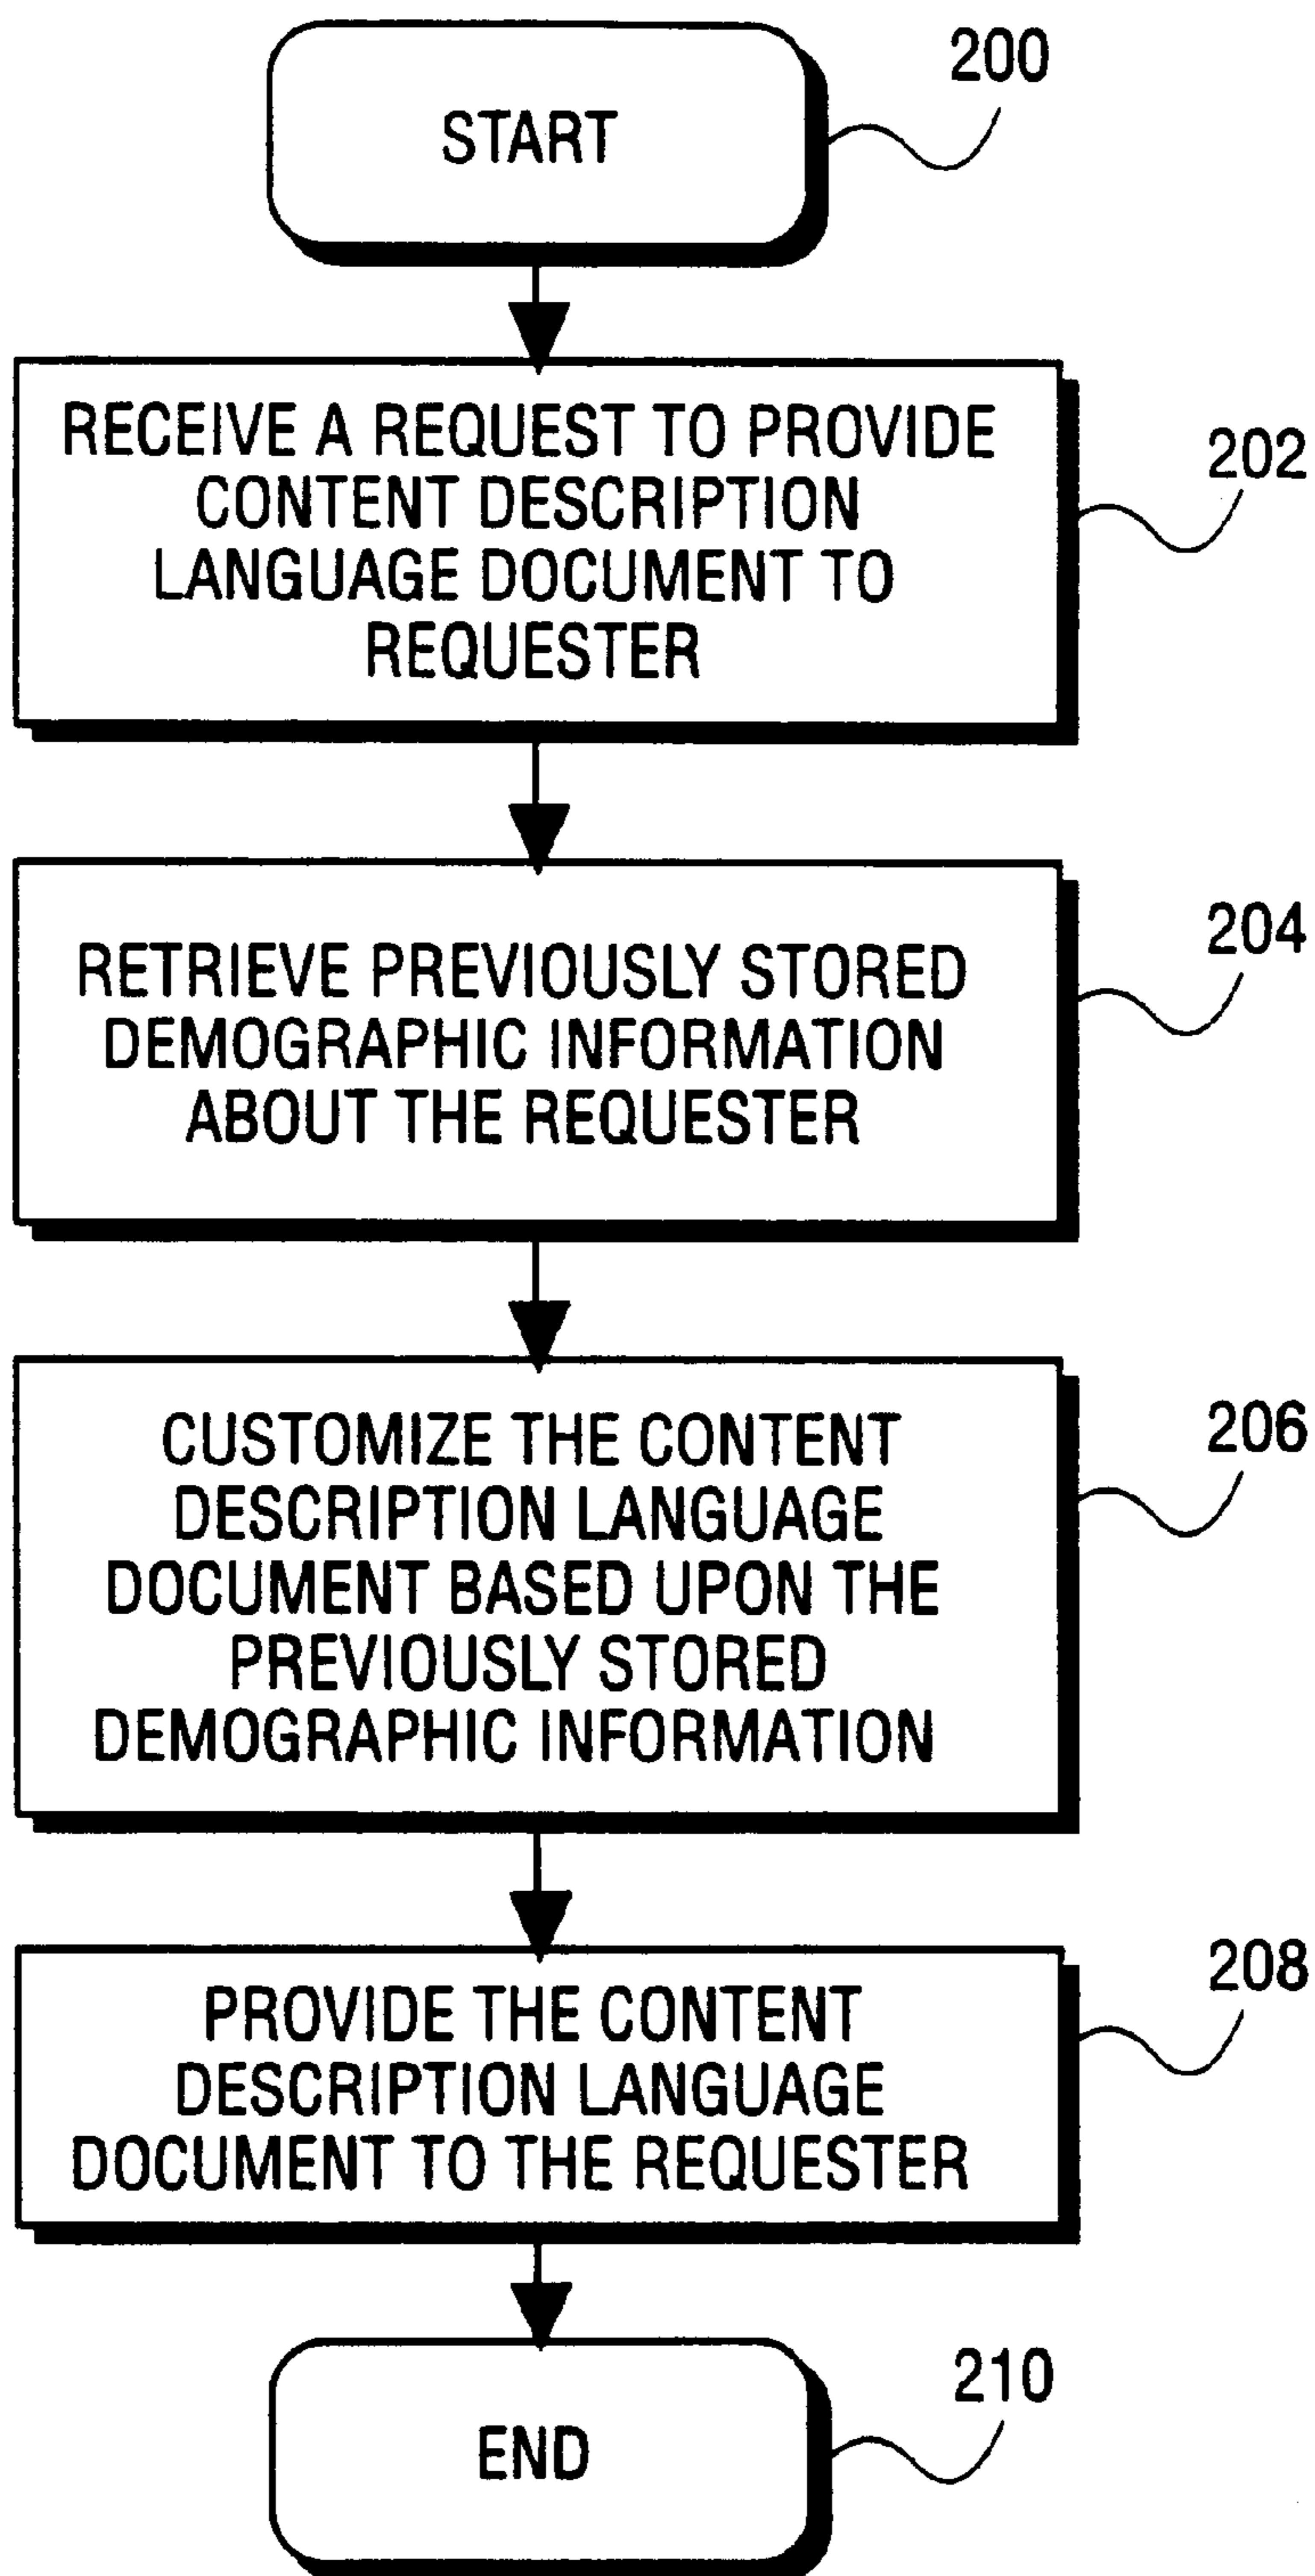 START
200
RECEIVE A REQUEST TO PROVIDE
CONTENT DESCRIPTION
LANGUAGE DOCUMENT TO
REQUESTER
202
RETRIEVE PREVIOUSLY STORED
DEMOGRAPHIC INFORMATION
ABOUT THE REQUESTER
204
CUSTOMIZE THE CONTENT
DESCRIPTION LANGUAGE
DOCUMENT BASED UPON THE
PREVIOUSLY STORED
DEMOGRAPHIC INFORMATION
206
PROVIDE THE CONTENT
DESCRIPTION LANGUAGE
DOCUMENT TO THE REQUESTER
208
END
210